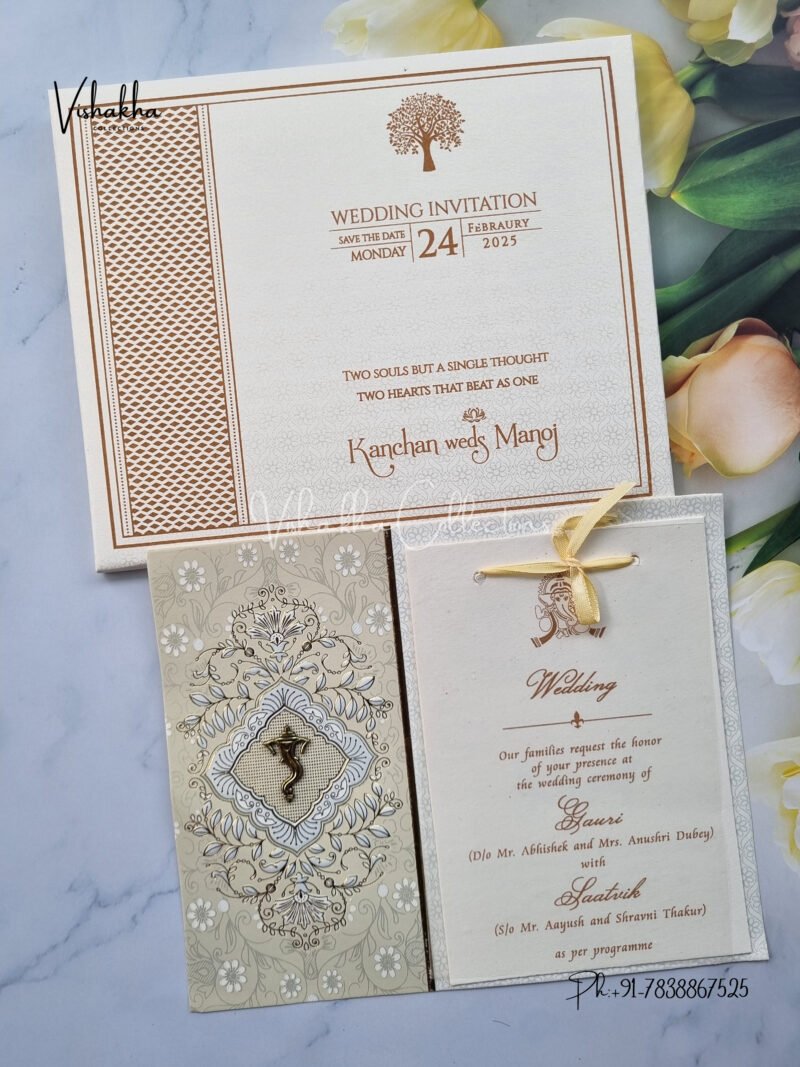 Vishakha
COLLECTIONS
WEDDING INVITATION
SAVE THE DATE
MONDAY
24
FEBRAURY
2025
TWO SOULS BUT A SINGLE THOUGHT
TWO HEARTS THAT BEAT AS ONE
Kanchan weds Manoj
Vishakha Collections
Wedding
Our families request the honor
of your presence at
the wedding ceremony of
Gauri
(D/o Mr. Abhishek and Mrs. Anushri Dubey)
with
Saatvik
(S/o Mr. Aayush and Shravni Thakur)
as per programme
Ph:+91-7838867525